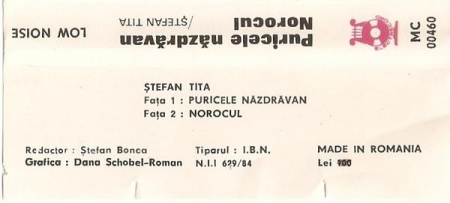 Puricele năzdrăvan
Norocul
/ŞTEFAN TITA
LOW NOISE
MC
00460
ŞTEFAN TITA
Faţa 1 : PURICELE NĂZDRĂVAN
Faţa 2 : NOROCUL
Redactor : Ştefan Bonca Tiparul : I.B.N. MADE IN ROMANIA
Grafica : Dana Schobel-Roman N.I.I 629/84 Lei